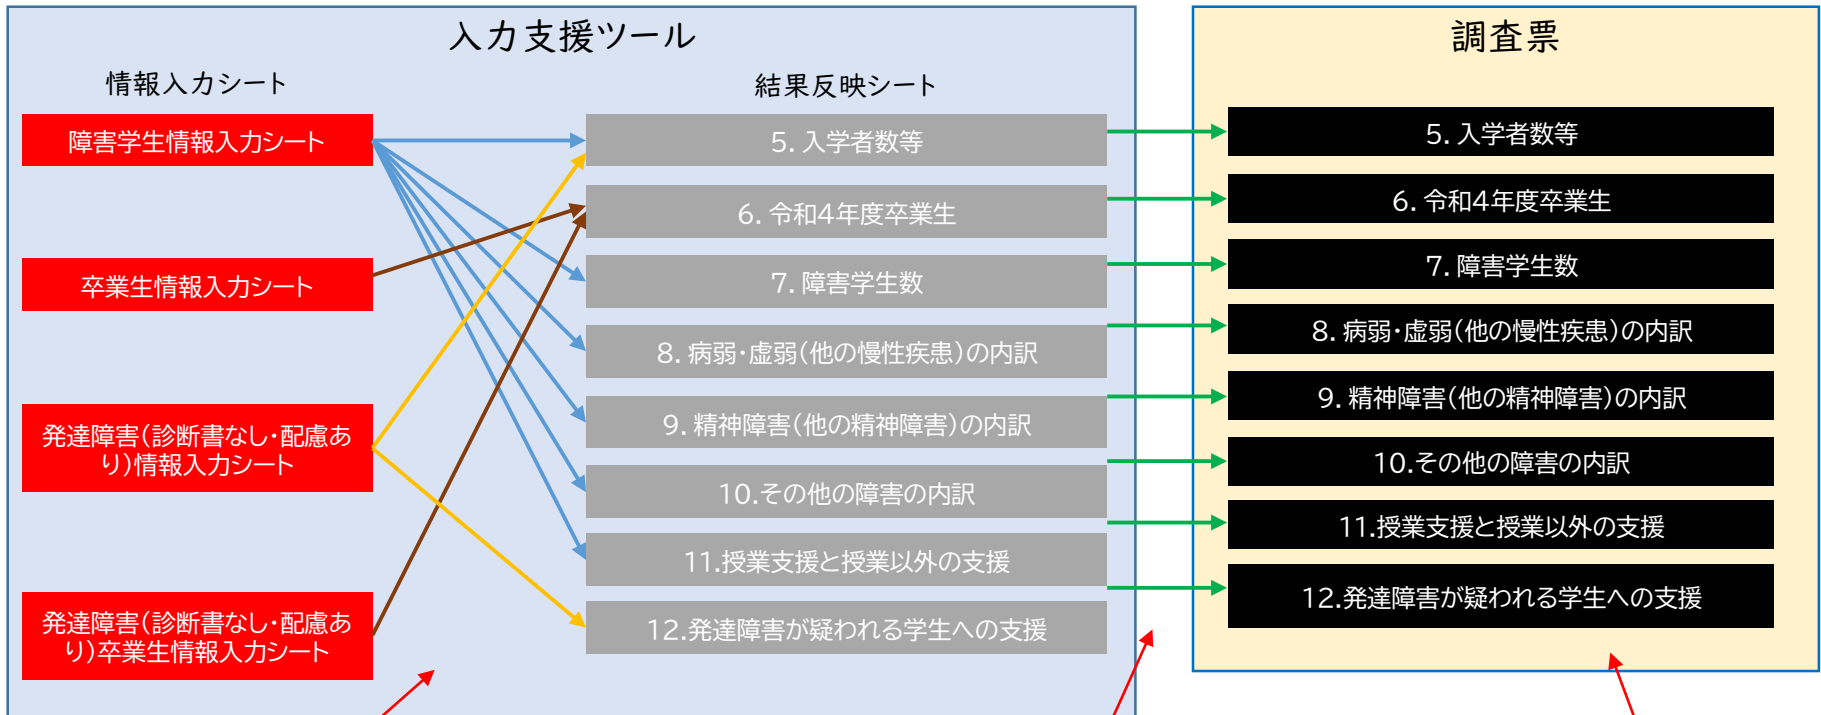 入力支援ツール
情報入力シート
障害学生情報入力シート
卒業生情報入力シート
発達障害(診断書なし・配慮あ
り)情報入力シート
発達障害(診断書なし・配慮あ
り)卒業生情報入力シート
結果反映シート
5. 入学者数等
6. 令和4年度卒業生
7. 障害学生数
8. 病弱・虚弱(他の慢性疾患)の内訳
9. 精神障害(他の精神障害)の内訳
10.その他の障害の内訳
11.授業支援と授業以外の支援
12.発達障害が疑われる学生への支援
調査票
5. 入学者数等
6. 令和4年度卒業生
7. 障害学生数
8. 病弱・虚弱(他の慢性疾患)の内訳
9. 精神障害(他の精神障害)の内訳
10.その他の障害の内訳
11.授業支援と授業以外の支援
12.発達障害が疑われる学生への支援